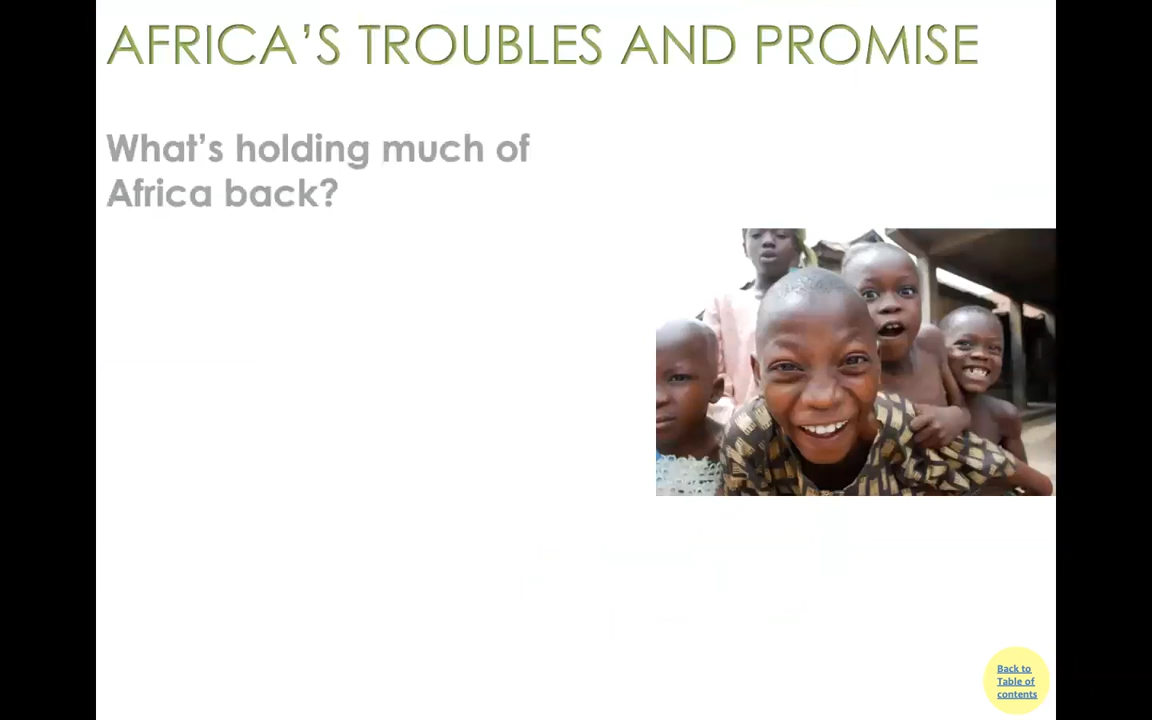 AFRICA’S TROUBLES AND PROMISE
What’s holding much of
Africa back?
Back to
Table of
contents